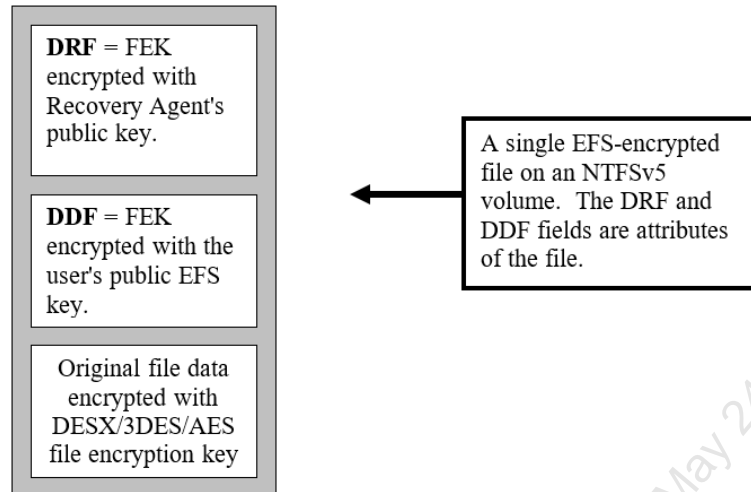 DRF = FEK
encrypted with
Recovery Agent's
public key.
DDF = FEK
encrypted with the
user's public EFS
key.
Original file data
encrypted with
DESX/3DES/AES
file encryption key
A single EFS-encrypted
file on an NTFSv5
volume.  The DRF and
DDF fields are attributes
of the file.
May 24